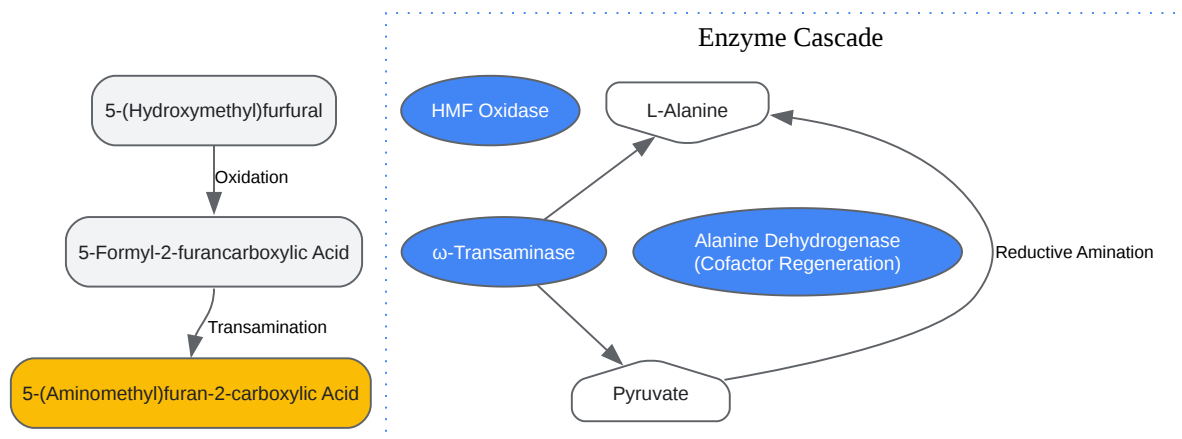 Enzyme Cascade
5-(Hydroxymethyl)furfural
HMF Oxidase
L-Alanine
Oxidation
5-Formyl-2-furancarboxylic Acid
ω-Transaminase
Alanine Dehydrogenase
(Cofactor Regeneration)
Reductive Amination
Transamination
5-(Aminomethyl)furan-2-carboxylic Acid
Pyruvate